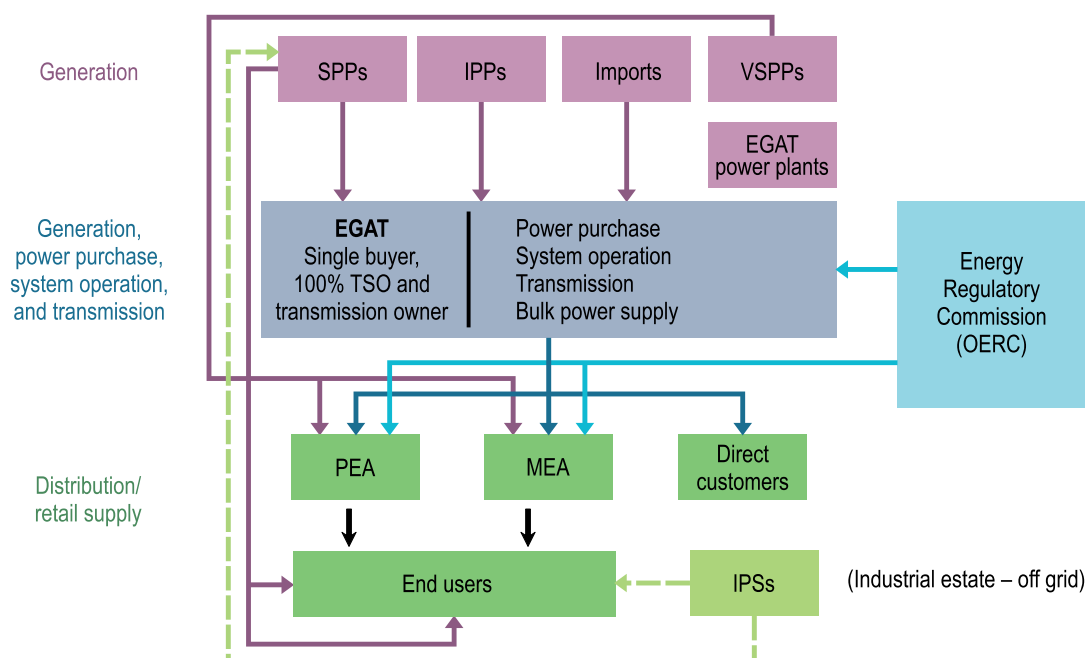 Generation
SPPs
IPPs
Imports
VSPPs
EGAT
power plants
Generation,
power purchase,
system operation,
and transmission
EGAT
Single buyer,
100% TSO and
transmission owner
Power purchase
System operation
Transmission
Bulk power supply
Energy
Regulatory
Commission
(OERC)
Distribution/
retail supply
PEA
MEA
Direct
customers
End users
IPSs
(Industrial estate – off grid)